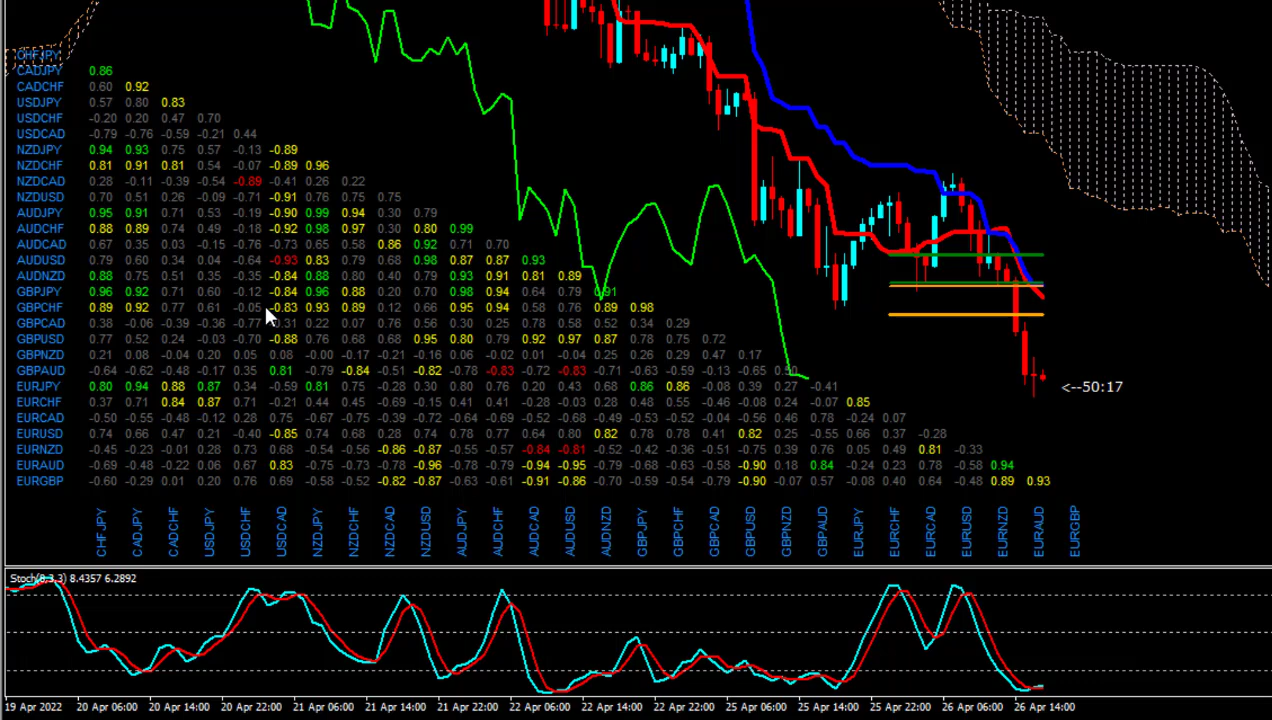 CHFJPY
CADJPY 0.86
CADCHF 0.60 0.92
USDJPY 0.57 0.80 0.83
USDCHF -0.20 0.20 0.47 0.70
USDCAD -0.79 -0.76 -0.59 -0.21 0.44
NZDJPY 0.94 0.93 0.75 0.57 -0.13 -0.89
NZDCHF 0.81 0.91 0.81 0.54 -0.07 -0.89 0.96
NZDCAD 0.28 -0.11 -0.39 -0.54 -0.89 -0.41 0.26 0.22
NZDUSD 0.70 0.51 0.26 -0.09 -0.91 0.76 0.75 0.75
AUDJPY 0.95 0.91 0.71 0.53 -0.19 -0.90 0.99 0.94 0.30 0.79
AUDCHF 0.88 0.89 0.74 0.49 -0.18 -0.92 0.98 0.97 0.30 0.80 0.99
AUDCAD 0.67 0.35 0.03 -0.15 -0.76 -0.73 0.65 0.58 0.86 0.92 0.71 0.70
AUDUSD 0.79 0.60 0.34 0.04 -0.64 -0.93 0.83 0.79 0.68 0.98 0.87 0.87 0.93
AUDNZD 0.88 0.75 0.51 0.35 -0.35 -0.84 0.88 0.80 0.40 0.79 0.93 0.91 0.81 0.89
GBPJPY 0.96 0.92 0.71 0.60 -0.12 -0.84 0.96 0.88 0.20 0.70 0.98 0.94 0.64 0.79 0.91
GBPCHF 0.89 0.92 0.77 0.61 -0.05 -0.83 0.93 0.89 0.12 0.66 0.95 0.94 0.58 0.76 0.89 0.98
GBPCAD 0.38 -0.06 -0.39 -0.36 -0.77 0.22 0.07 0.76 0.56 0.30 0.25 0.78 0.58 0.52 0.34 0.29
GBPUSD 0.77 0.52 0.24 -0.03 -0.70 -0.88 0.76 0.68 0.68 0.95 0.80 0.79 0.92 0.97 0.87 0.78 0.75 0.72
GBPNZD 0.21 0.08 -0.04 0.20 0.05 0.08 -0.00 -0.17 -0.21 -0.16 0.06 -0.02 0.01 -0.04 0.25 0.26 0.29 0.47 0.17
GBPAUD -0.64 -0.62 -0.48 -0.17 0.35 0.81 -0.79 -0.84 -0.51 -0.82 -0.78 -0.83 -0.72 -0.83 -0.71 -0.63 -0.59 -0.13 -0.65 0.50
EURJPY 0.80 0.94 0.88 0.87 0.34 -0.59 0.81 0.75 -0.28 0.30 0.80 0.76 0.20 0.43 0.68 0.86 0.86 -0.08 0.39 0.27 -0.41
EURCHF 0.37 0.71 0.84 0.87 0.71 -0.21 0.44 0.45 -0.69 -0.15 0.41 0.41 -0.28 -0.03 0.28 0.48 0.55 -0.46 -0.08 0.24 -0.07 0.85
EURCAD -0.50 -0.55 -0.48 -0.12 0.28 0.75 -0.67 -0.75 -0.39 -0.72 -0.64 -0.69 -0.52 -0.68 -0.49 -0.53 -0.52 -0.04 -0.56 0.46 0.78 -0.24 0.07
EURUSD 0.74 0.66 0.47 0.21 -0.40 -0.85 0.74 0.68 0.28 0.74 0.78 0.77 0.64 0.80 0.82 0.78 0.78 0.41 0.82 0.25 -0.55 0.66 0.37 -0.28
EURNZD -0.45 -0.23 -0.01 0.28 0.73 0.68 -0.54 -0.56 -0.86 -0.87 -0.55 -0.57 -0.84 -0.81 -0.52 -0.42 -0.36 -0.51 -0.75 0.39 0.76 0.05 0.49 0.81 -0.33
EURAUD -0.69 -0.48 -0.22 0.06 0.67 0.83 -0.75 -0.73 -0.78 -0.96 -0.78 -0.77 -0.94 -0.95 -0.79 -0.68 -0.63 -0.58 -0.90 0.18 0.84 -0.24 0.23 0.78 -0.58 0.94
EURGBP -0.60 -0.29 0.01 0.20 0.76 0.69 -0.58 -0.52 -0.82 -0.87 -0.63 -0.61 -0.91 -0.86 -0.70 -0.59 -0.54 -0.79 -0.90 -0.07 0.57 -0.08 0.40 0.64 -0.48 0.89 0.93
<--50:17
CHFJPY CADJPY CADCHF USDJPY USDCHF USDCAD NZDJPY NZDCHF NZDCAD NZDUSD AUDJPY AUDCHF AUDCAD AUDUSD AUDNZD GBPJPY GBPCHF GBPCAD GBPUSD GBPNZD GBPAUD EURJPY EURCHF EURCAD EURUSD EURNZD EURAUD EURGBP
Stoch(8,3,3) 8.4357 6.2892
19 Apr 2022 20 Apr 06:00 20 Apr 14:00 20 Apr 22:00 21 Apr 06:00 21 Apr 14:00 21 Apr 22:00 22 Apr 06:00 22 Apr 14:00 22 Apr 22:00 25 Apr 06:00 25 Apr 14:00 25 Apr 22:00 26 Apr 06:00 26 Apr 14:00